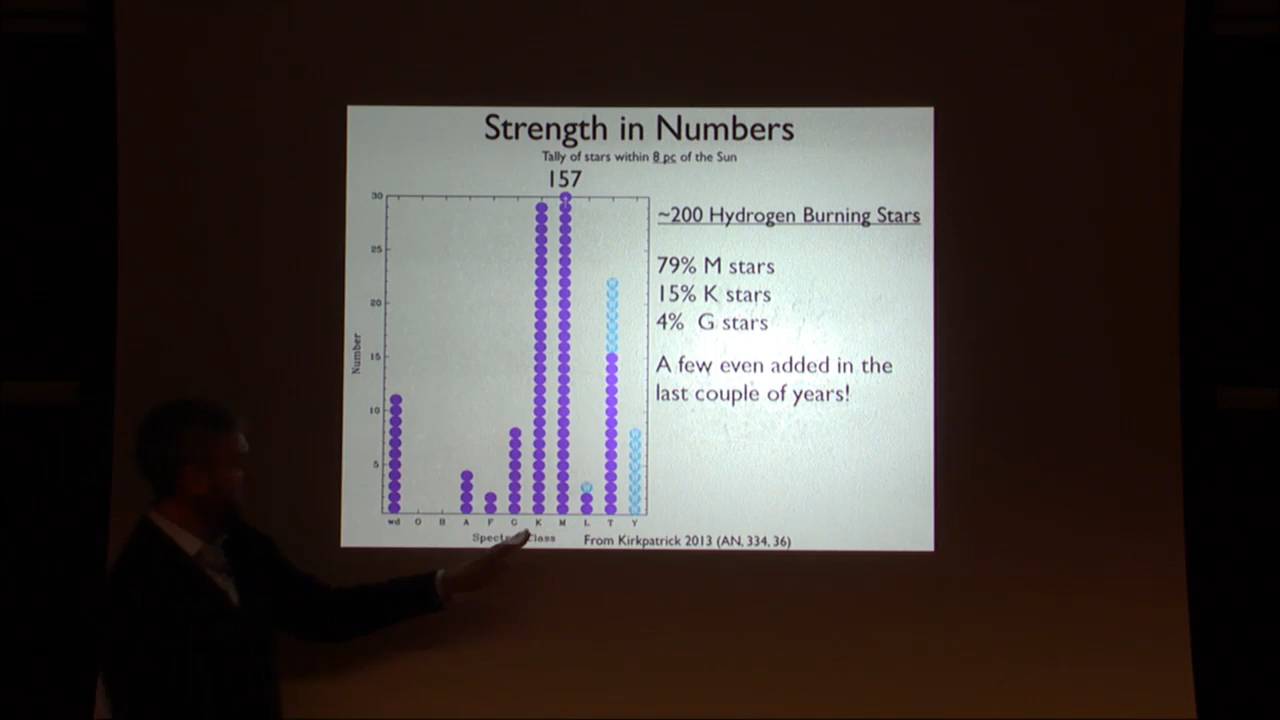 Strength in Numbers
Tally of stars within 8 pc of the Sun
157
30
25
20
15
10
5
Number
wd O B A F G K M L T Y
Class
~200 Hydrogen Burning Stars
79% M stars
15% K stars
4% G stars
A few even added in the
last couple of years!
From Kirkpatrick 2013 (AN, 334, 36)